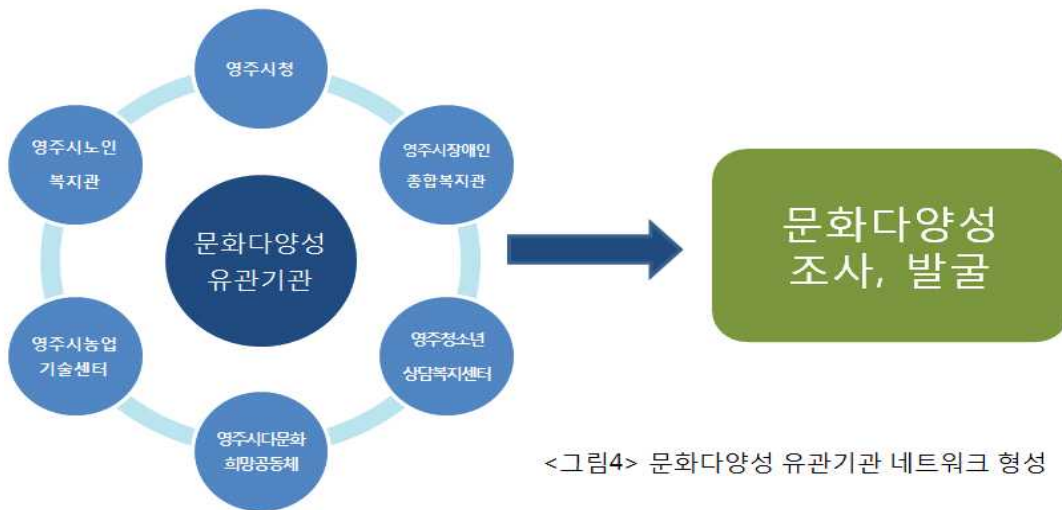 영주시청
영주시노인
복지관
영주시장애인
종합복지관
문화다양성
유관기관
문화다양성
조사, 발굴
영주시농업
기술센터
영주청소년
상담복지센터
영주시다문화
희망공동체
<그림4> 문화다양성 유관기관 네트워크 형성